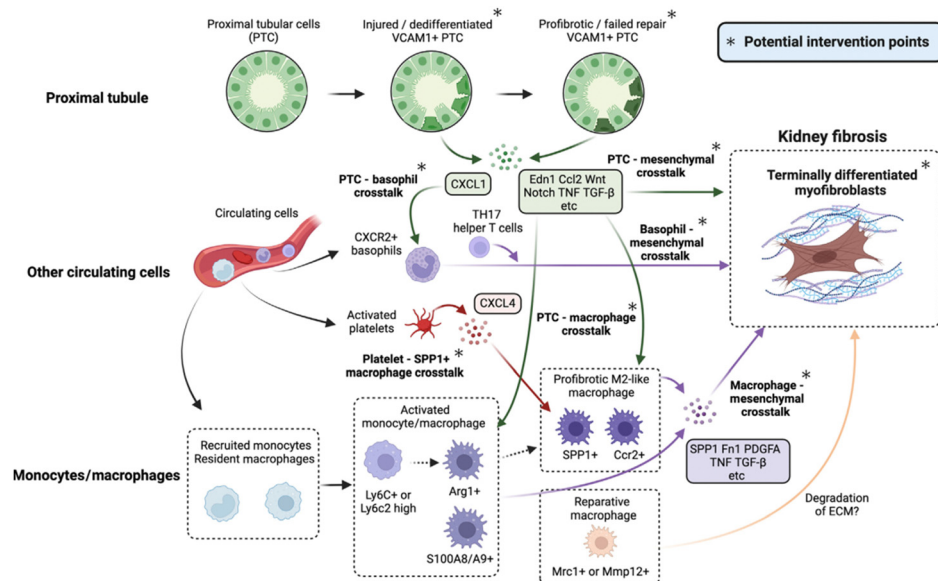 Proximal tubular cells
(PTC)
Injured / dedifferentiated *
VCAM1+ PTC
Profibrotic / failed repair *
VCAM1+ PTC
* Potential intervention points
Proximal tubule
Kidney fibrosis
PTC - basophil *
crosstalk
CXCL1
Edn1 Ccl2 Wnt
Notch TNF TGF-β
etc
PTC - mesenchymal *
crosstalk
Terminally differentiated *
myofibroblasts
Circulating cells
CXCR2+
basophils
TH17
helper T cells
Basophil - *
mesenchymal
crosstalk
Other circulating cells
Activated
platelets
CXCL4
PTC - macrophage *
crosstalk
Platelet - SPP1+ *
macrophage crosstalk
Profibrotic M2-like
macrophage
SPP1+
Ccr2+
Macrophage - *
mesenchymal
crosstalk
Activated
monocyte/macrophage
Recruited monocytes
Resident macrophages
Monocytes/macrophages
Ly6C+ or
Ly6c2 high
Arg1+
S100A8/A9+
SPP1 Fn1 PDGFA
TNF TGF-β
etc
Reparative
macrophage
Mrc1+ or Mmp12+
Degradation
of ECM?